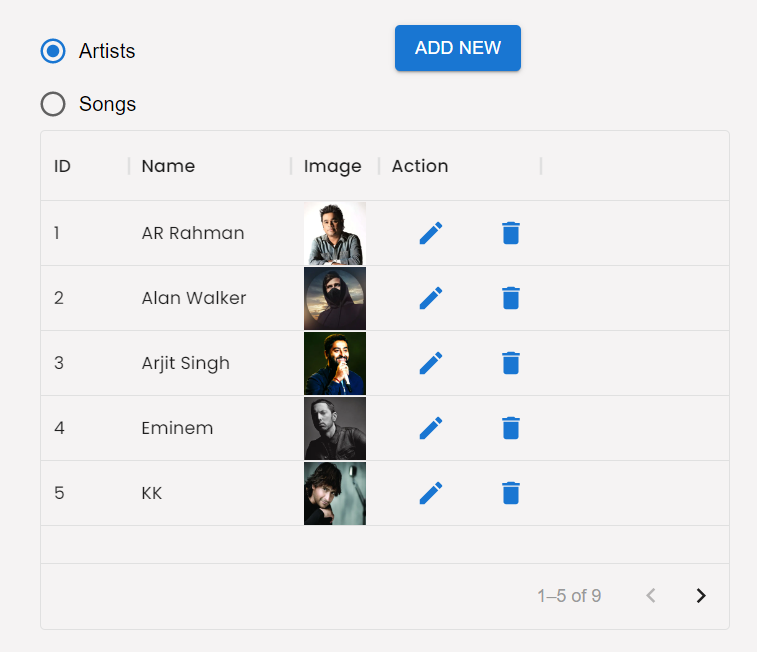 Artists
ADD NEW
Songs
ID Name Image Action
1 AR Rahman
2 Alan Walker
3 Arjit Singh
4 Eminem
5 KK
1–5 of 9